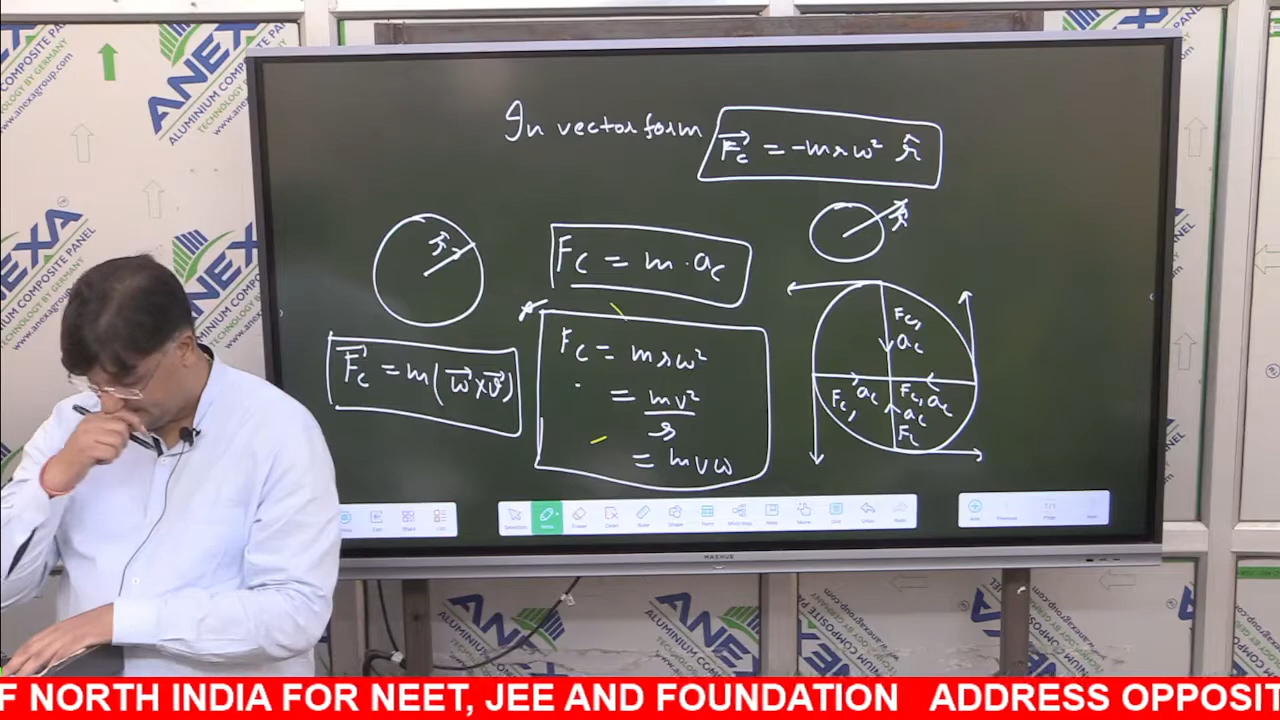 In vector form F⃗c = -mrω² r̂
r⃗
r⃗
Fc = m · ac
F⃗c = m(ω⃗ × v⃗)
Fc = mrω²
= mv²/r
= mvω
Fc, ac
Fc, ac
Fc, ac
ac
Fc
MAXHUB
ANEXA
ALUMINIUM COMPOSITE PANEL
TECHNOLOGY BY GERMANY
www.anexagroup.com
F NORTH INDIA FOR NEET, JEE AND FOUNDATION ADDRESS OPPOSIT